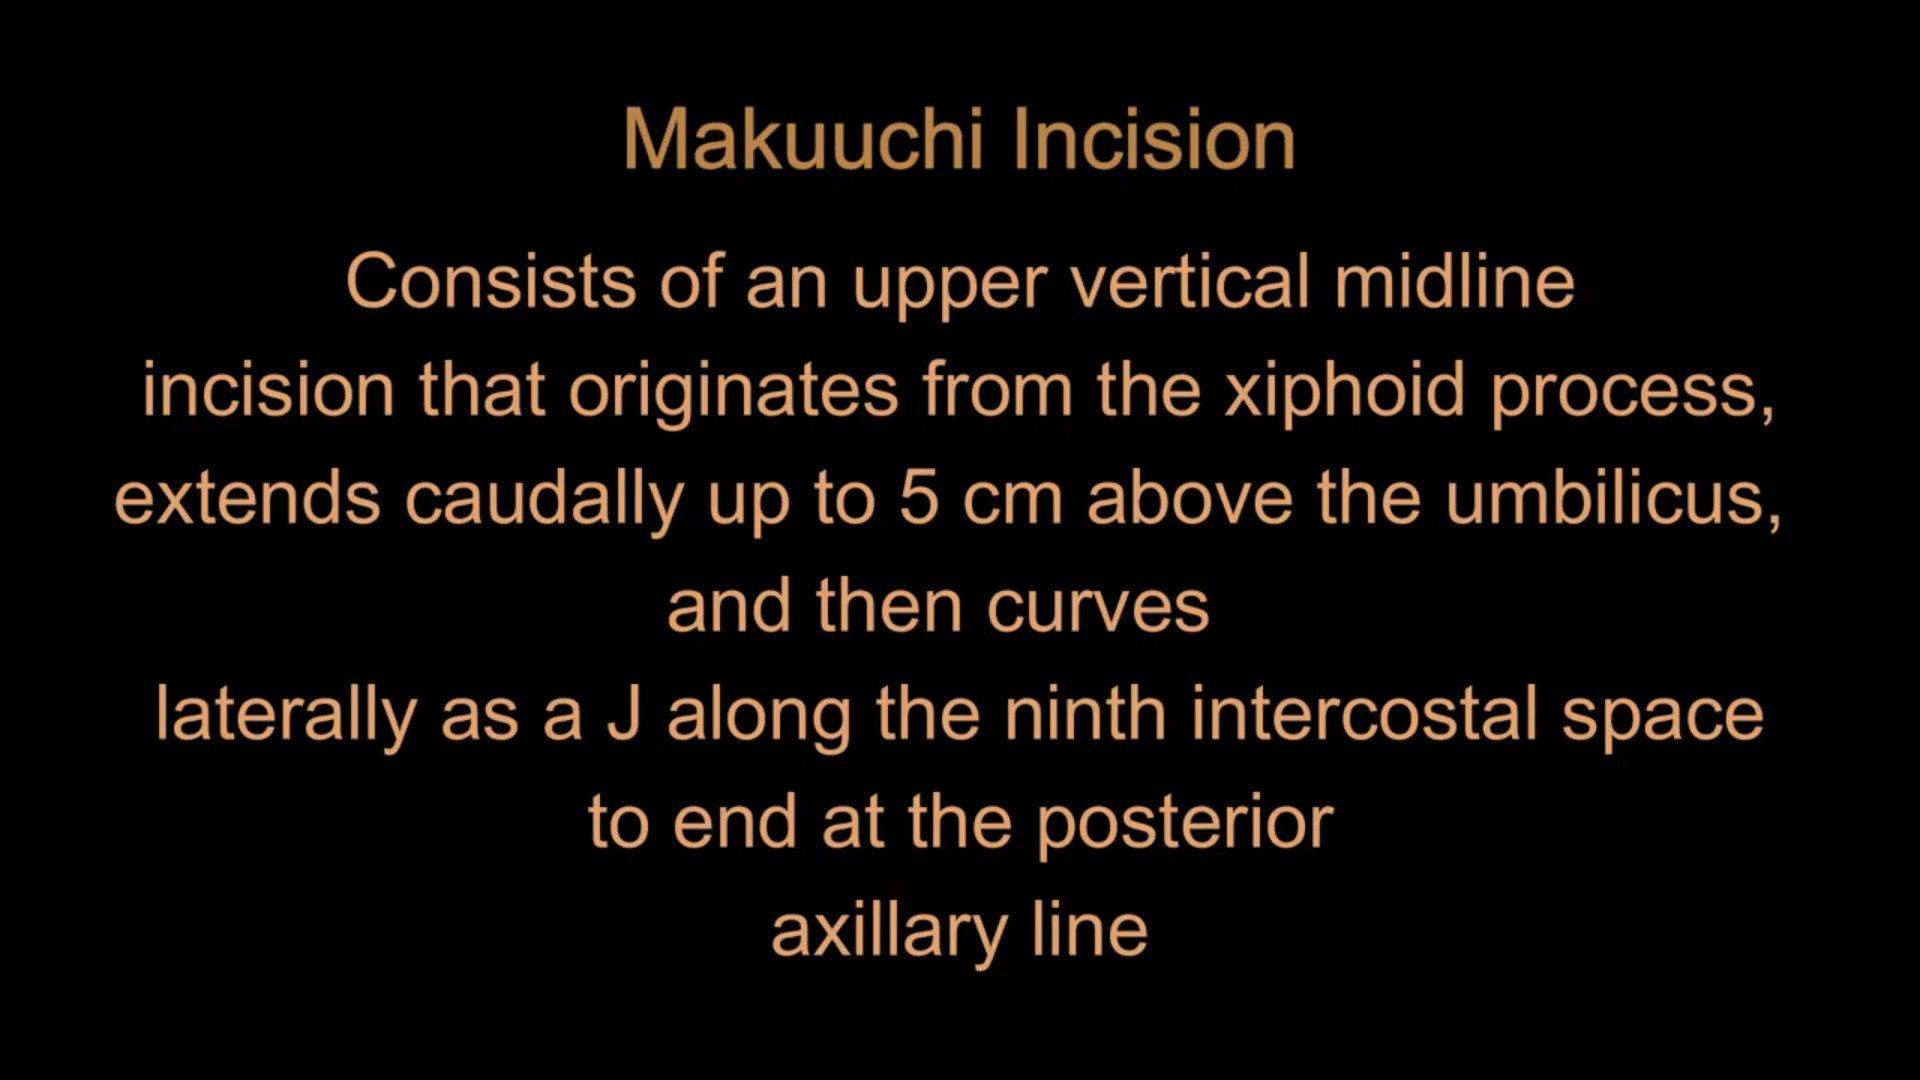 Makuuchi Incision
Consists of an upper vertical midline
incision that originates from the xiphoid process,
extends caudally up to 5 cm above the umbilicus,
and then curves
laterally as a J along the ninth intercostal space
to end at the posterior
axillary line